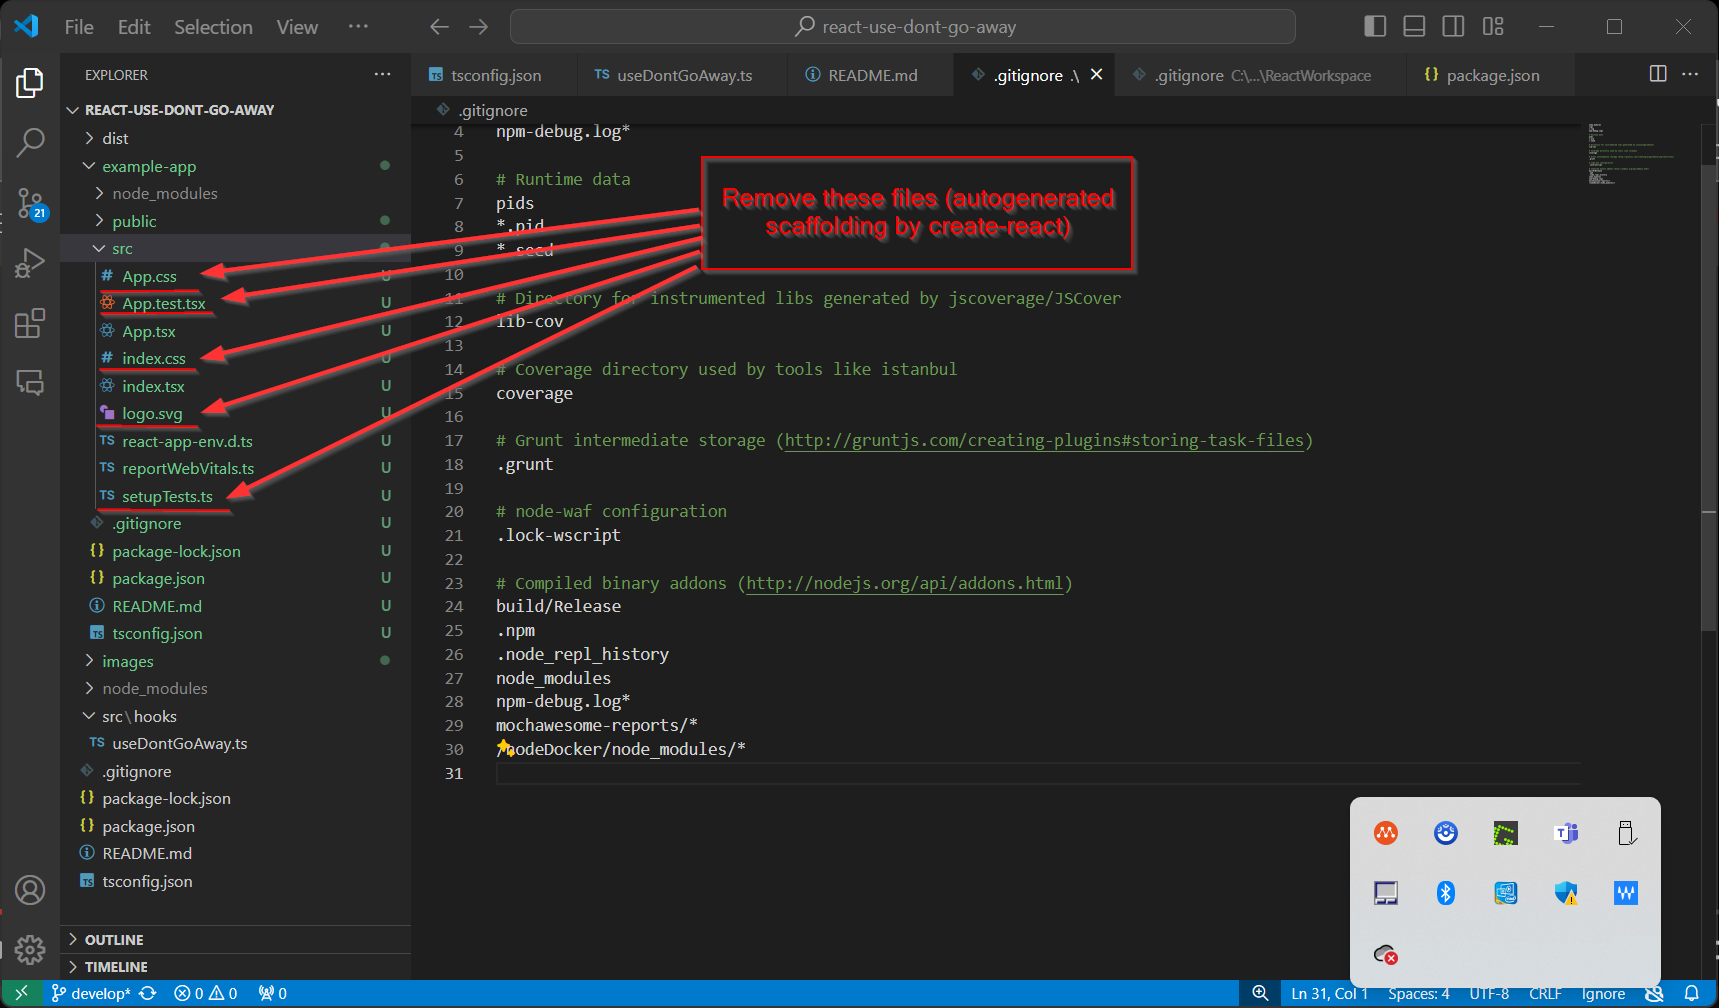 File Edit Selection View ···
react-use-dont-go-away
EXPLORER ···
tsconfig.json
TS useDontGoAway.ts
README.md
.gitignore .\
.gitignore C:\...\ReactWorkspace
{} package.json
REACT-USE-DONT-GO-AWAY
dist
example-app
node_modules
public
src
# App.css U
App.test.tsx U
App.tsx U
# index.css U
index.tsx U
logo.svg U
TS react-app-env.d.ts U
TS reportWebVitals.ts U
TS setupTests.ts U
.gitignore U
{} package-lock.json U
{} package.json U
README.md U
TS tsconfig.json U
images
node_modules
src\hooks
TS useDontGoAway.ts
.gitignore
{} package-lock.json
{} package.json
README.md
TS tsconfig.json
OUTLINE
TIMELINE
21
.gitignore
4 npm-debug.log*
5
6 # Runtime data
7 pids
8 *.pid
9 *.seed
10
11 # Directory for instrumented libs generated by jscoverage/JSCover
12 lib-cov
13
14 # Coverage directory used by tools like istanbul
15 coverage
16
17 # Grunt intermediate storage (http://gruntjs.com/creating-plugins#storing-task-files)
18 .grunt
19
20 # node-waf configuration
21 .lock-wscript
22
23 # Compiled binary addons (http://nodejs.org/api/addons.html)
24 build/Release
25 .npm
26 .node_repl_history
27 node_modules
28 npm-debug.log*
29 mochawesome-reports/*
30 /nodeDocker/node_modules/*
31
Remove these files (autogenerated
scaffolding by create-react)
develop* 0 0 0
Ln 31, Col 1 Spaces: 4 UTF-8 CRLF Ignore